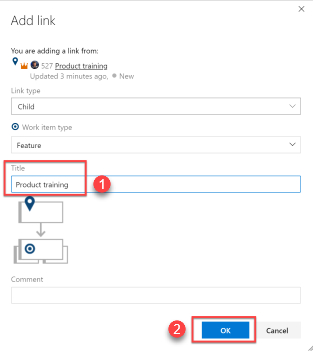 Add link
You are adding a link from:
527 Product training
Updated 3 minutes ago, New
Link type
Child
Work item type
Feature
Title
Product training
1
Comment
2
OK
Cancel